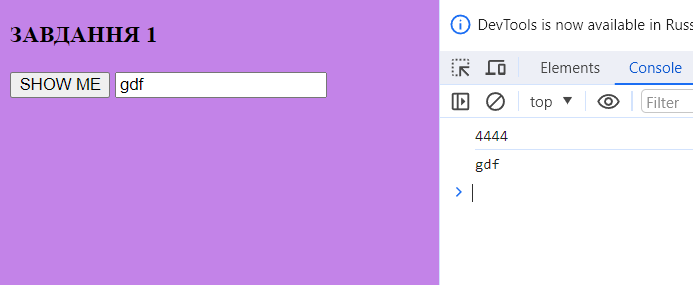 ЗАВДАННЯ 1
SHOW ME gdf
DevTools is now available in Russ
Elements Console
top Filter
4444
gdf